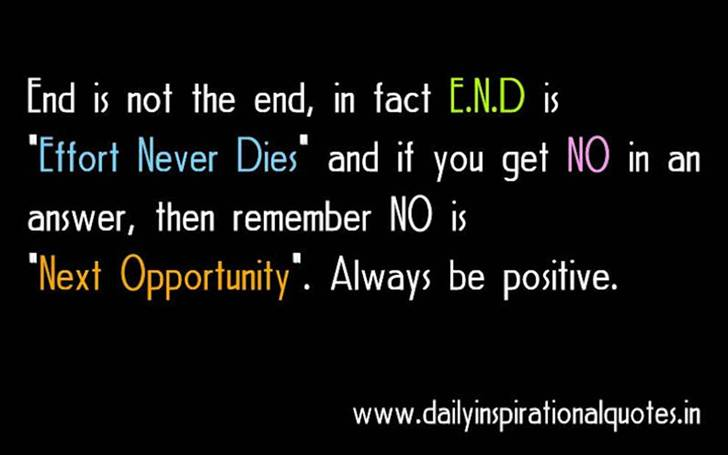 End is not the end, in fact E.N.D is
"Effort Never Dies" and if you get NO in an
answer, then remember NO is
"Next Opportunity". Always be positive.
www.dailyinspirationalquotes.in